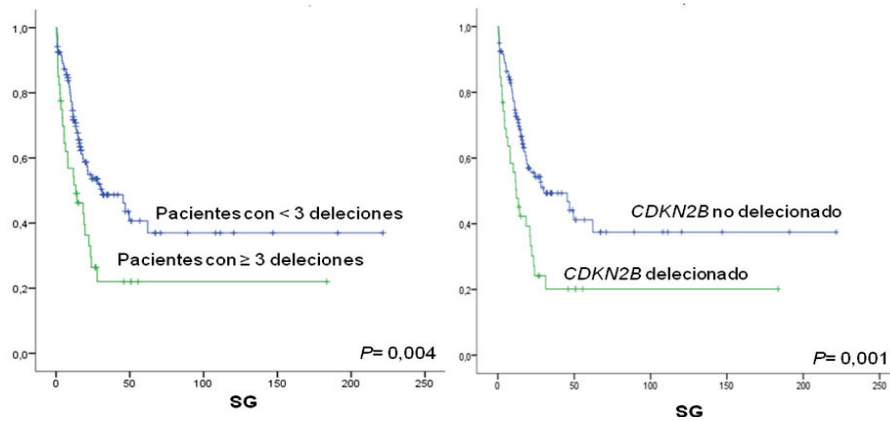 1,0
0,8
0,6
0,4
0,2
0,0
Pacientes con < 3 deleciones
Pacientes con ≥ 3 deleciones
P= 0,004
0 50 100 150 200 250
SG
1,0
0,8
0,6
0,4
0,2
0,0
CDKN2B no delecionado
CDKN2B delecionado
P= 0,001
0 50 100 150 200 250
SG